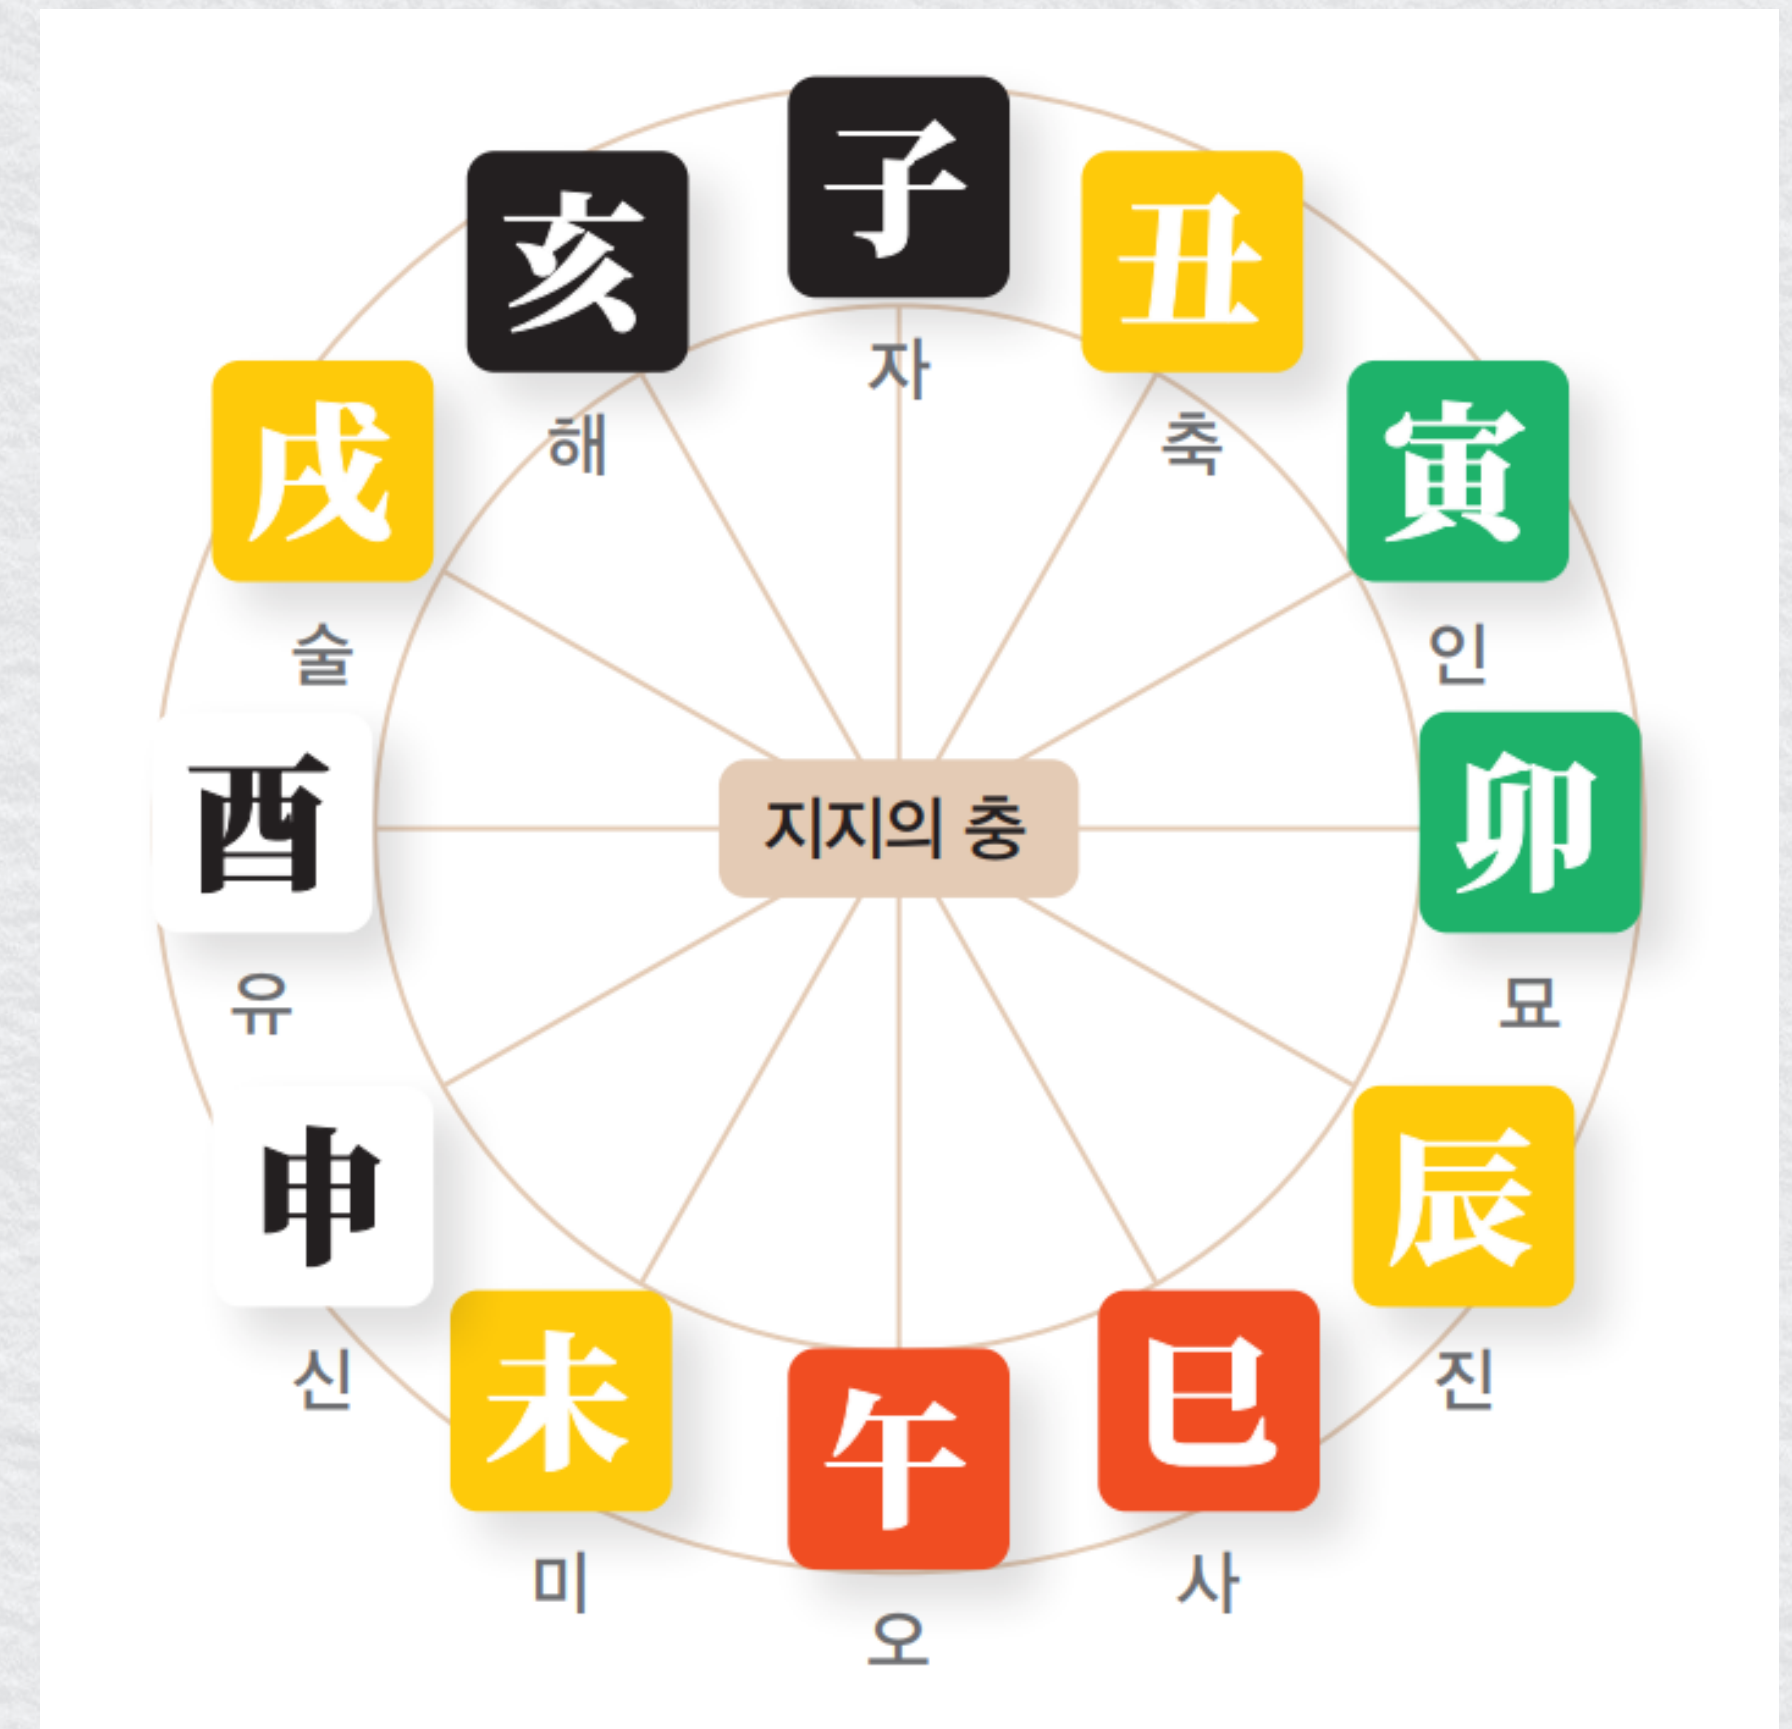 子
자
丑
축
寅
인
卯
묘
辰
진
巳
사
午
오
未
미
申
신
酉
유
戌
술
亥
해
지지의 충